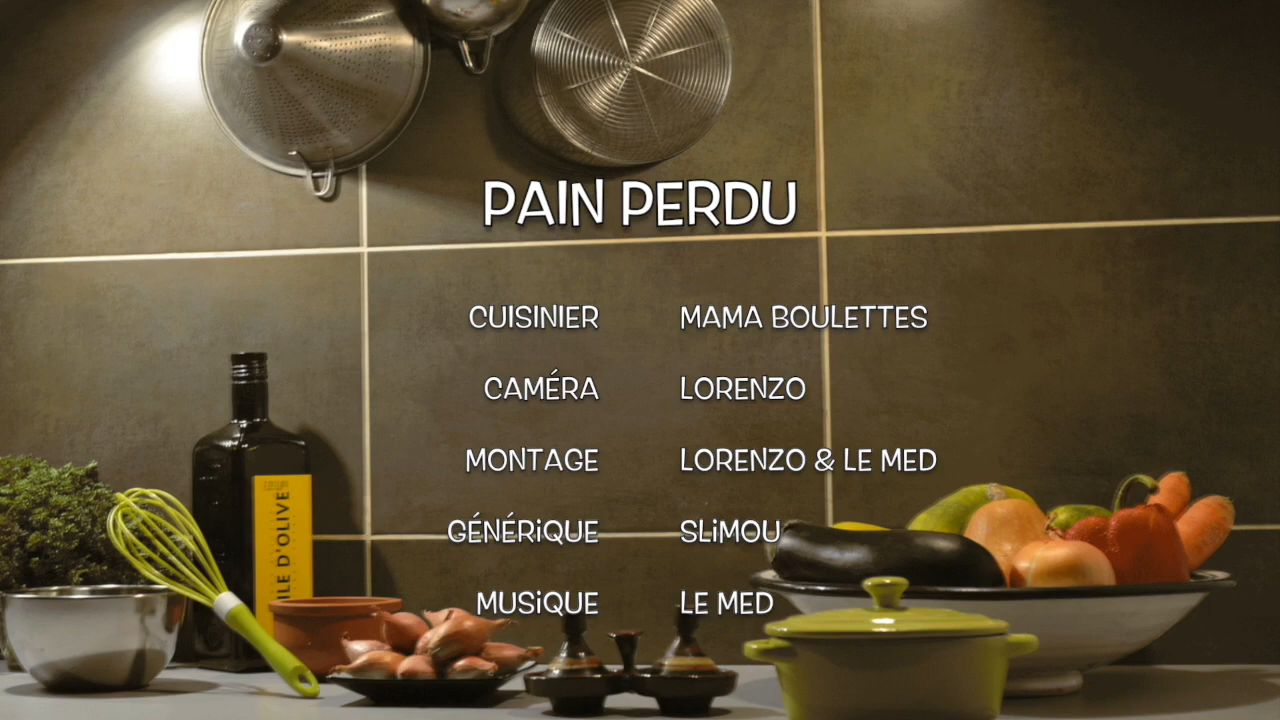 PAIN PERDU
CUISINIER MAMA BOULETTES
CAMÉRA LORENZO
MONTAGE LORENZO & LE MED
GÉNÉRiQUE SLiMOU
MUSiQUE LE MED
ILE D'OLIVE